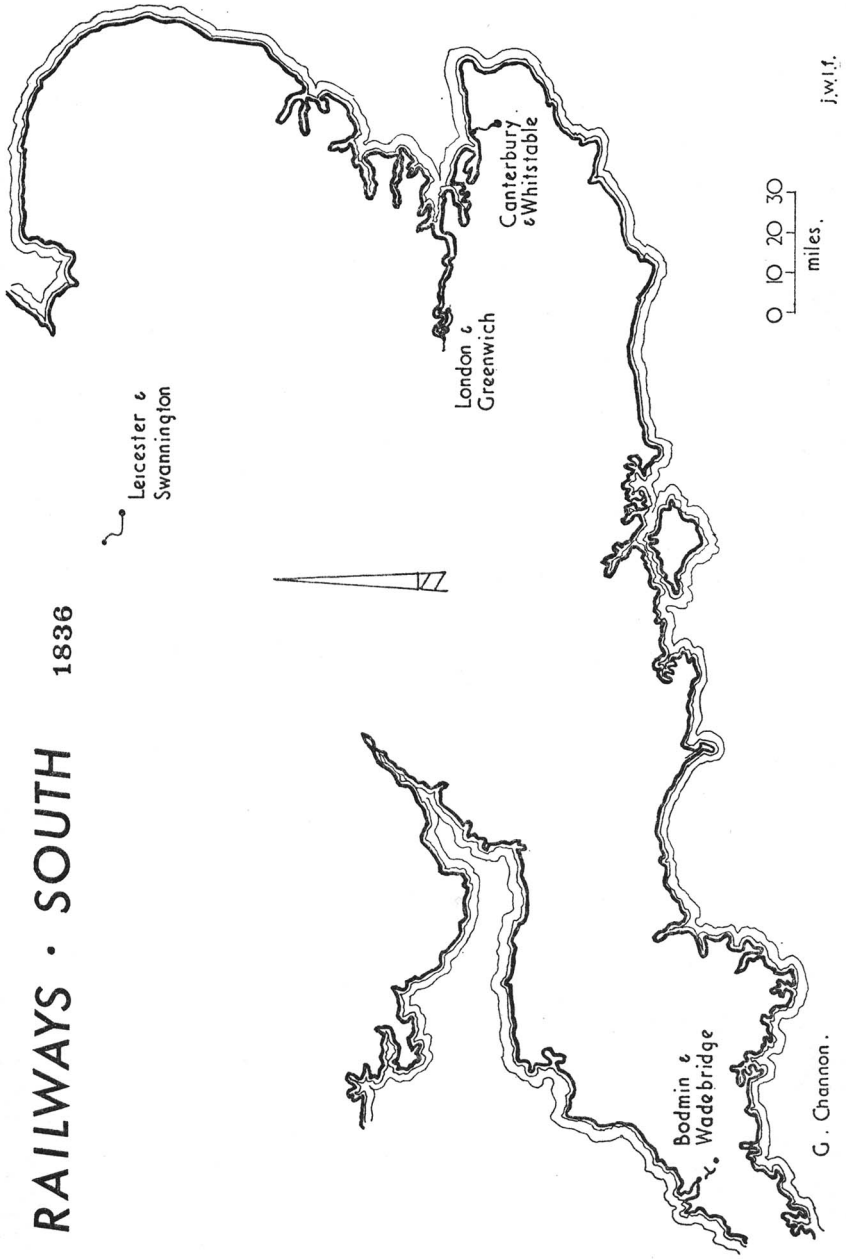 RAILWAYS · SOUTH 1836
Leicester &
Swannington
London &
Greenwich
Canterbury
& Whitstable
Bodmin &
Wadebridge
0 10 20 30
miles.
G. Channon.
j.w.l.f.